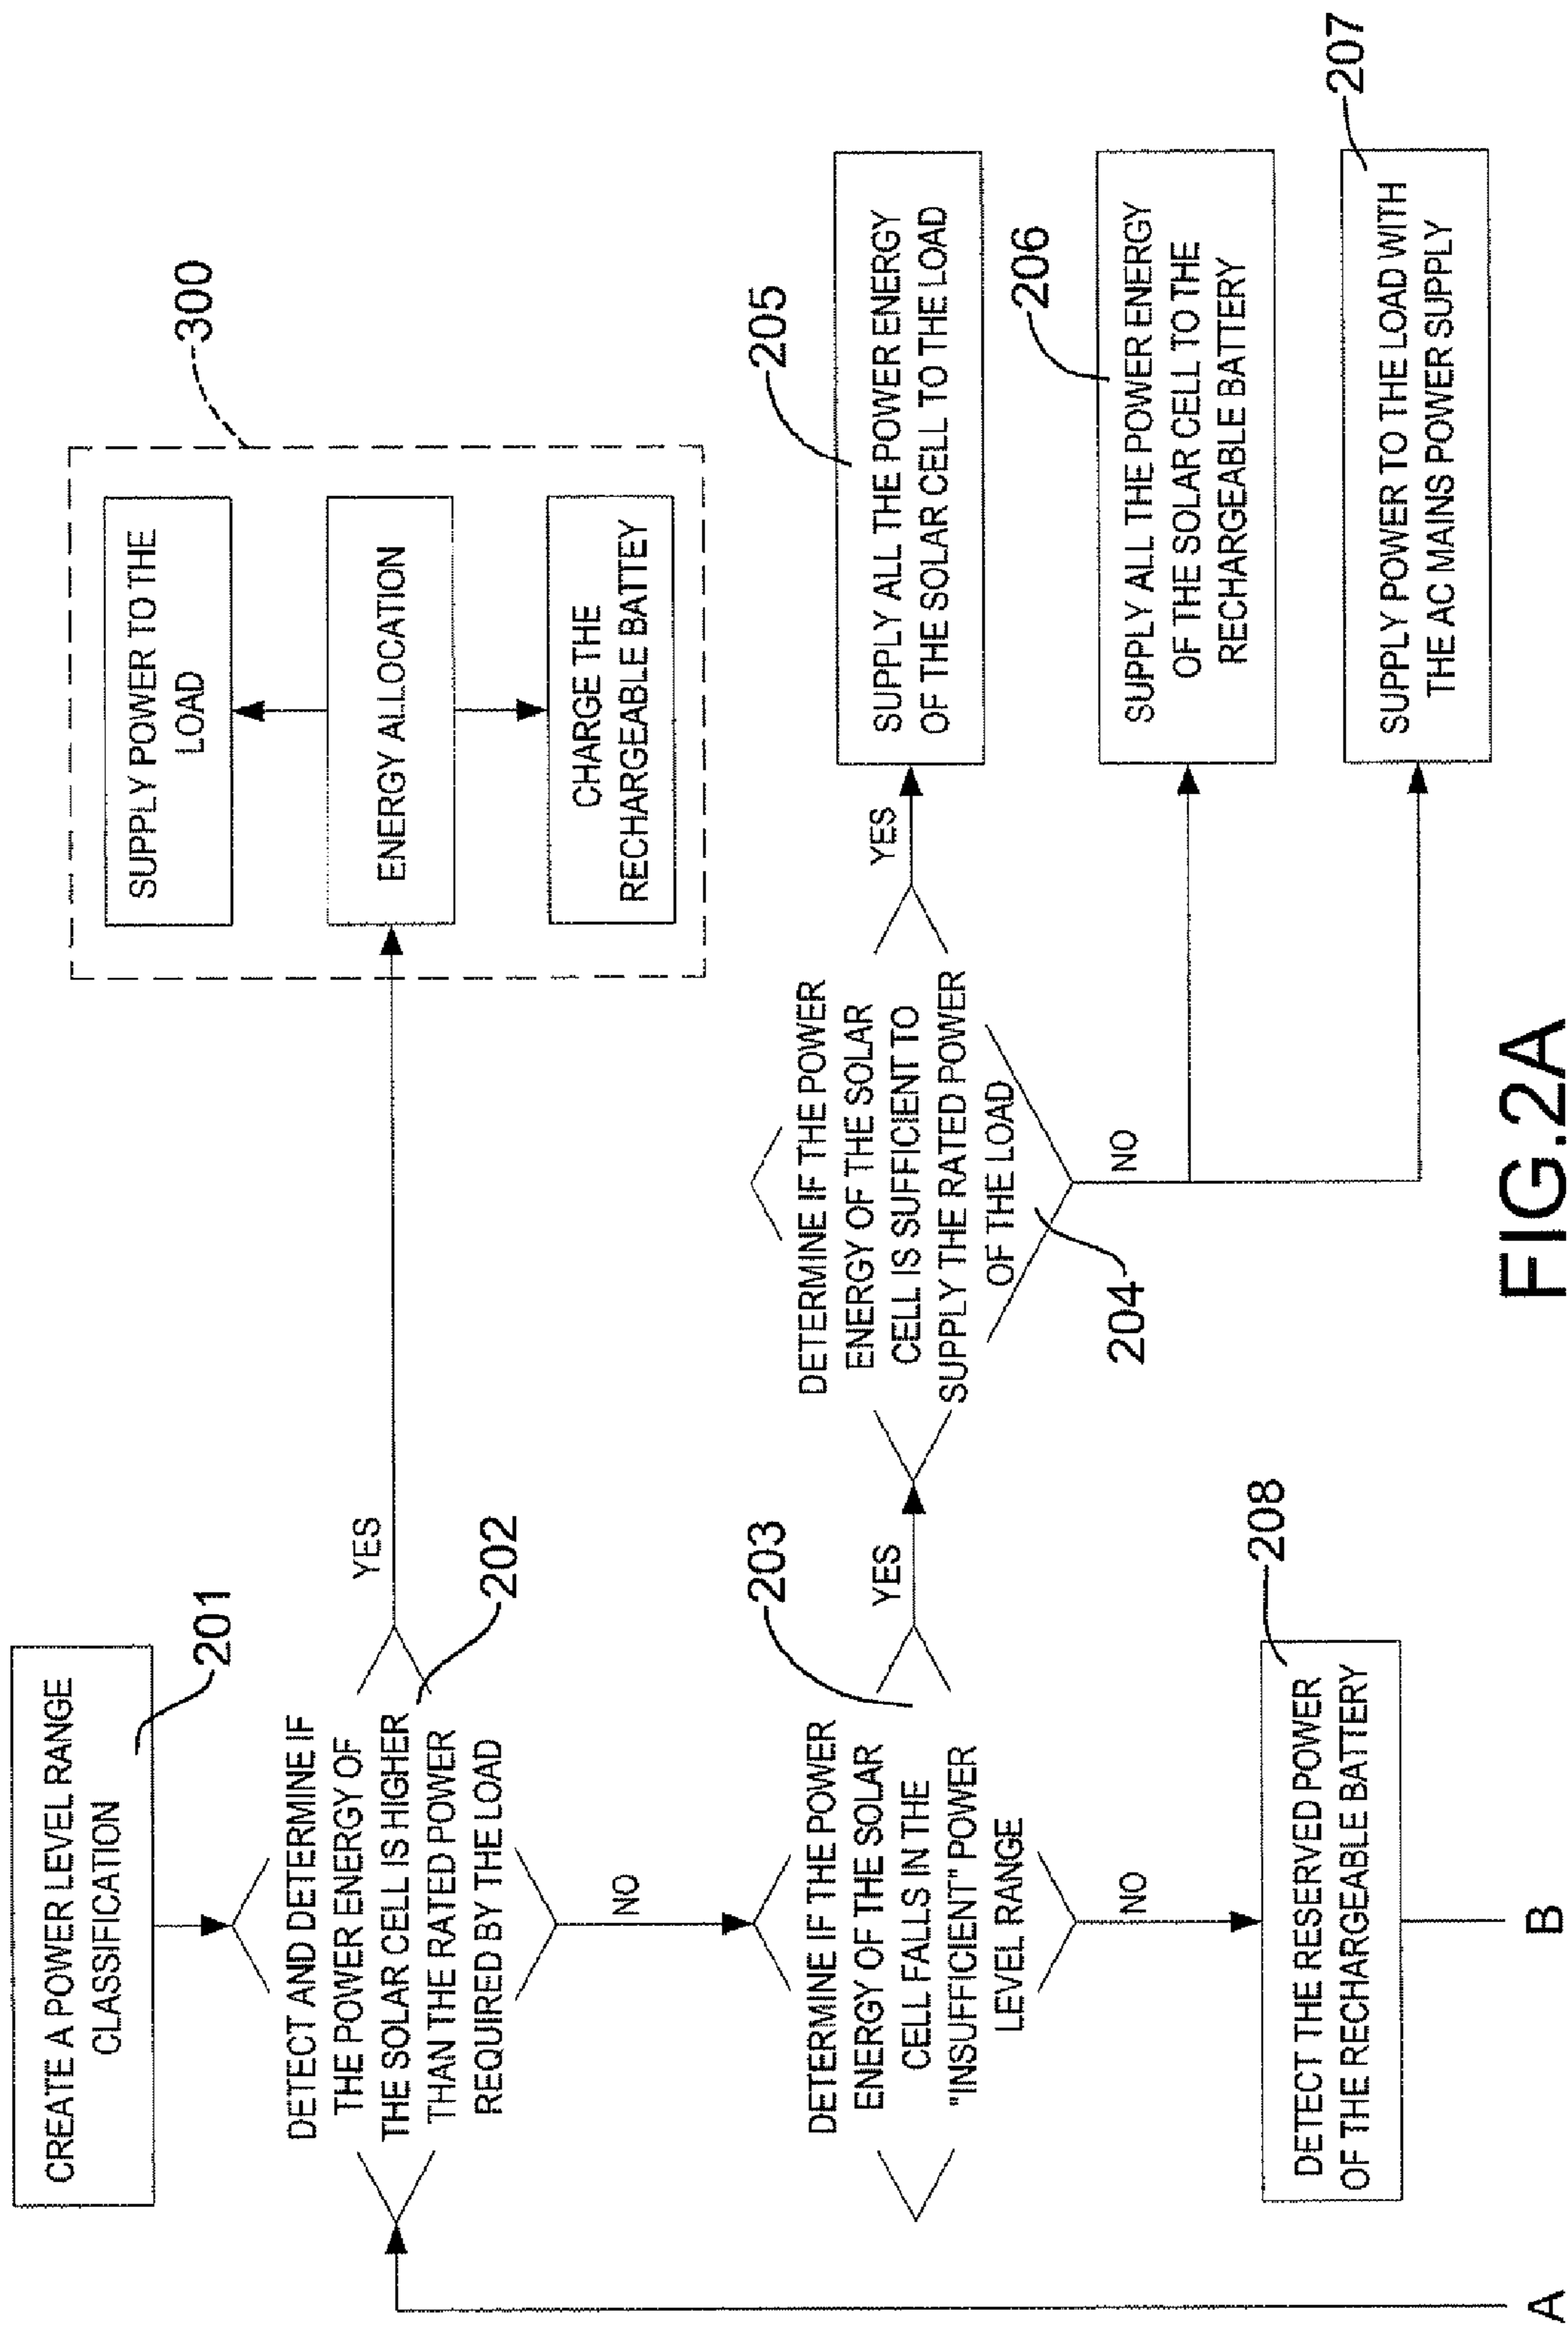 CREATE A POWER LEVEL RANGE
CLASSIFICATION
201
DETECT AND DETERMINE IF
THE POWER ENERGY OF
THE SOLAR CELL IS HIGHER
THAN THE RATED POWER
REQUIRED BY THE LOAD
202
YES
NO
300
SUPPLY POWER TO THE
LOAD
ENERGY ALLOCATION
CHARGE THE
RECHARGEABLE BATTEY
DETERMINE IF THE POWER
ENERGY OF THE SOLAR
CELL FALLS IN THE
"INSUFFICIENT" POWER
LEVEL RANGE
203
YES
NO
DETERMINE IF THE POWER
ENERGY OF THE SOLAR
CELL IS SUFFICIENT TO
SUPPLY THE RATED POWER
OF THE LOAD
204
YES
NO
205
SUPPLY ALL THE POWER ENERGY
OF THE SOLAR CELL TO THE LOAD
206
SUPPLY ALL THE POWER ENERGY
OF THE SOLAR CELL TO THE
RECHARGEABLE BATTERY
207
SUPPLY POWER TO THE LOAD WITH
THE AC MAINS POWER SUPPLY
208
DETECT THE RESERVED POWER
OF THE RECHARGEABLE BATTERY
A
B
FIG.2A